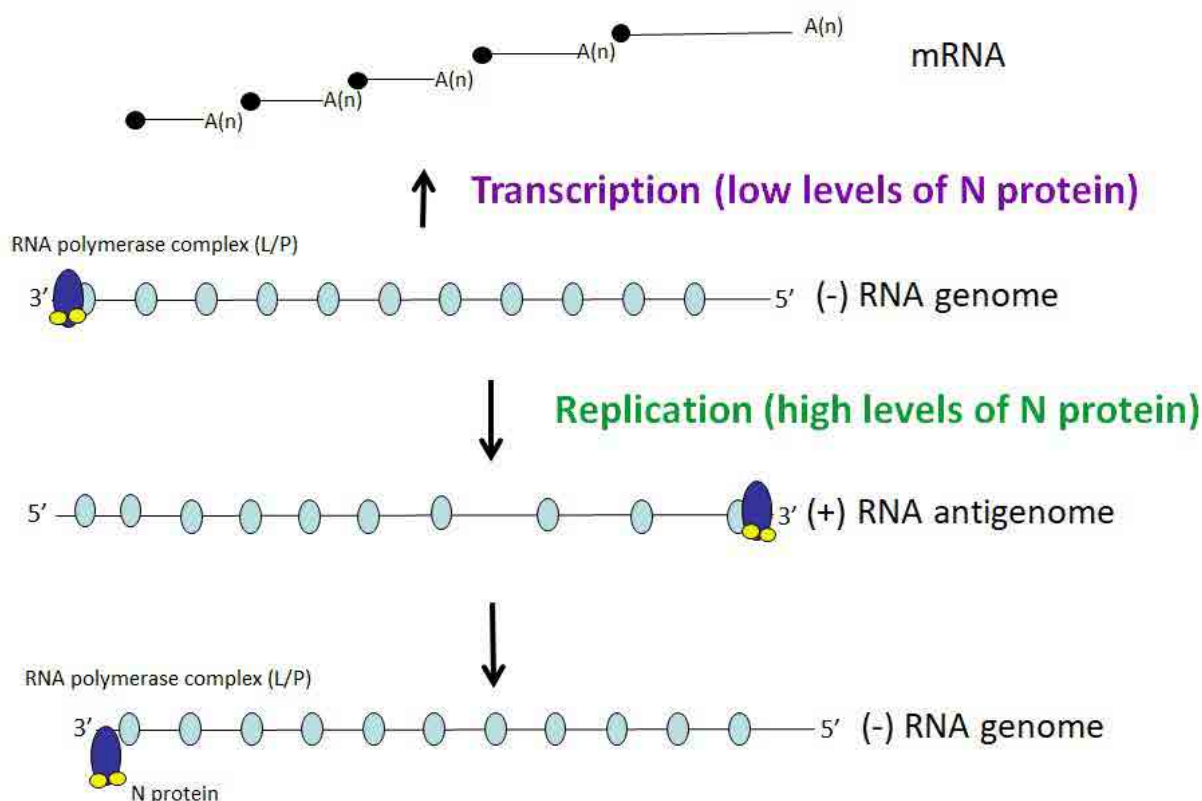 A(n)
mRNA
A(n)
A(n)
A(n)
A(n)
Transcription (low levels of N protein)
RNA polymerase complex (L/P)
3’ 5’ (-) RNA genome
Replication (high levels of N protein)
5’ 3’ (+) RNA antigenome
RNA polymerase complex (L/P)
3’ 5’ (-) RNA genome
N protein